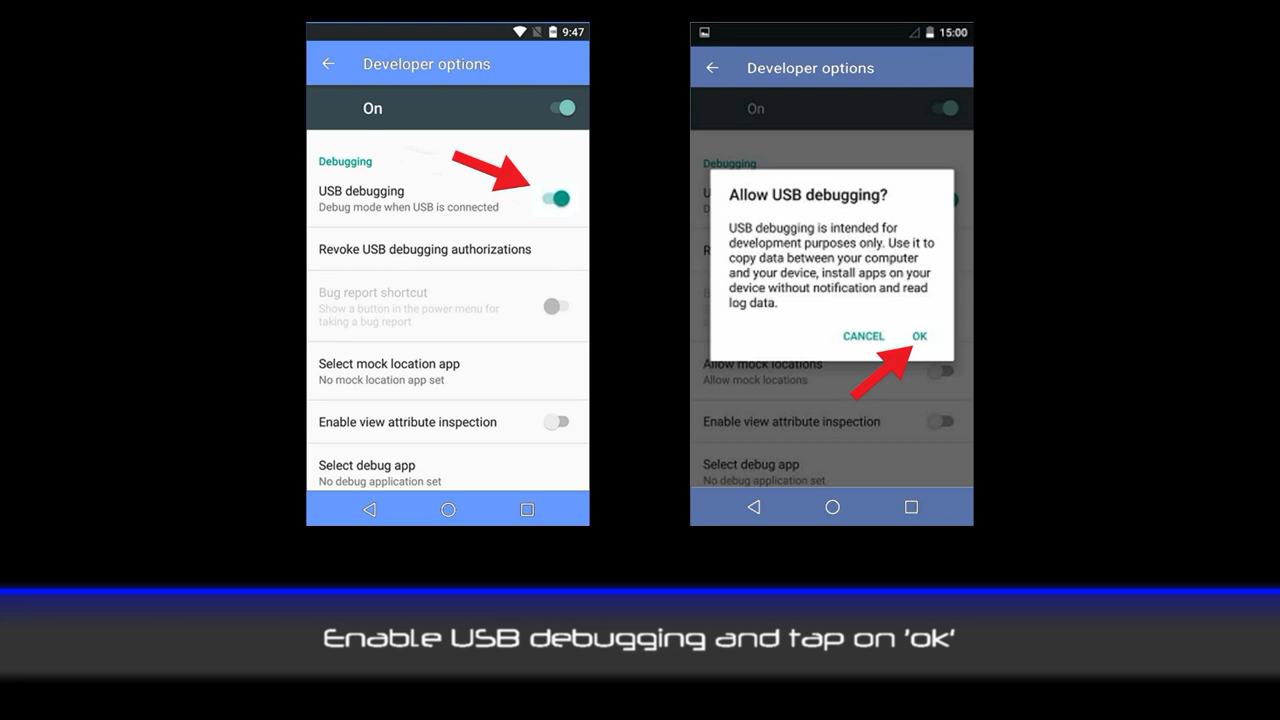 9:47
Developer options
On
Debugging
USB debugging
Debug mode when USB is connected
Revoke USB debugging authorizations
Bug report shortcut
Show a button in the power menu for
taking a bug report
Select mock location app
No mock location app set
Enable view attribute inspection
Select debug app
No debug application set
15:00
Developer options
On
Debugging
Allow USB debugging?
USB debugging is intended for
development purposes only. Use it to
copy data between your computer
and your device, install apps on your
device without notification and read
log data.
CANCEL OK
Allow mock locations
Allow mock locations
Enable view attribute inspection
Select debug app
No debug application set
Enable USB debugging and tap on 'ok'